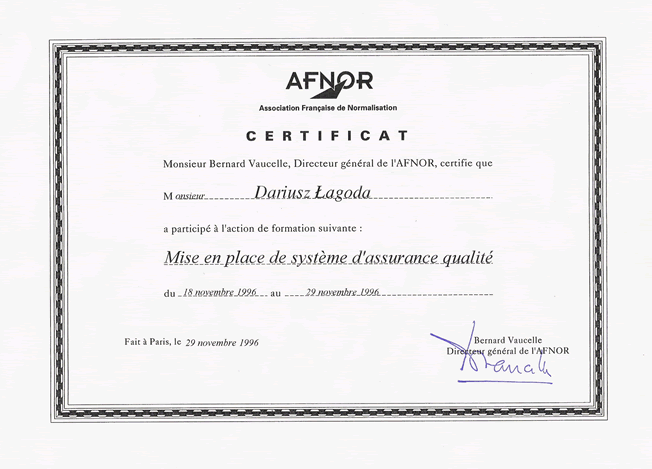 AFNOR
Association Française de Normalisation
CERTIFICAT
Monsieur Bernard Vaucelle, Directeur général de l'AFNOR, certifie que
Monsieur Dariusz Łagoda
a participé à l'action de formation suivante :
Mise en place de système d'assurance qualité
du 18 novembre 1996 au 29 novembre 1996
Fait à Paris, le 29 novembre 1996
Bernard Vaucelle
Directeur général de l'AFNOR